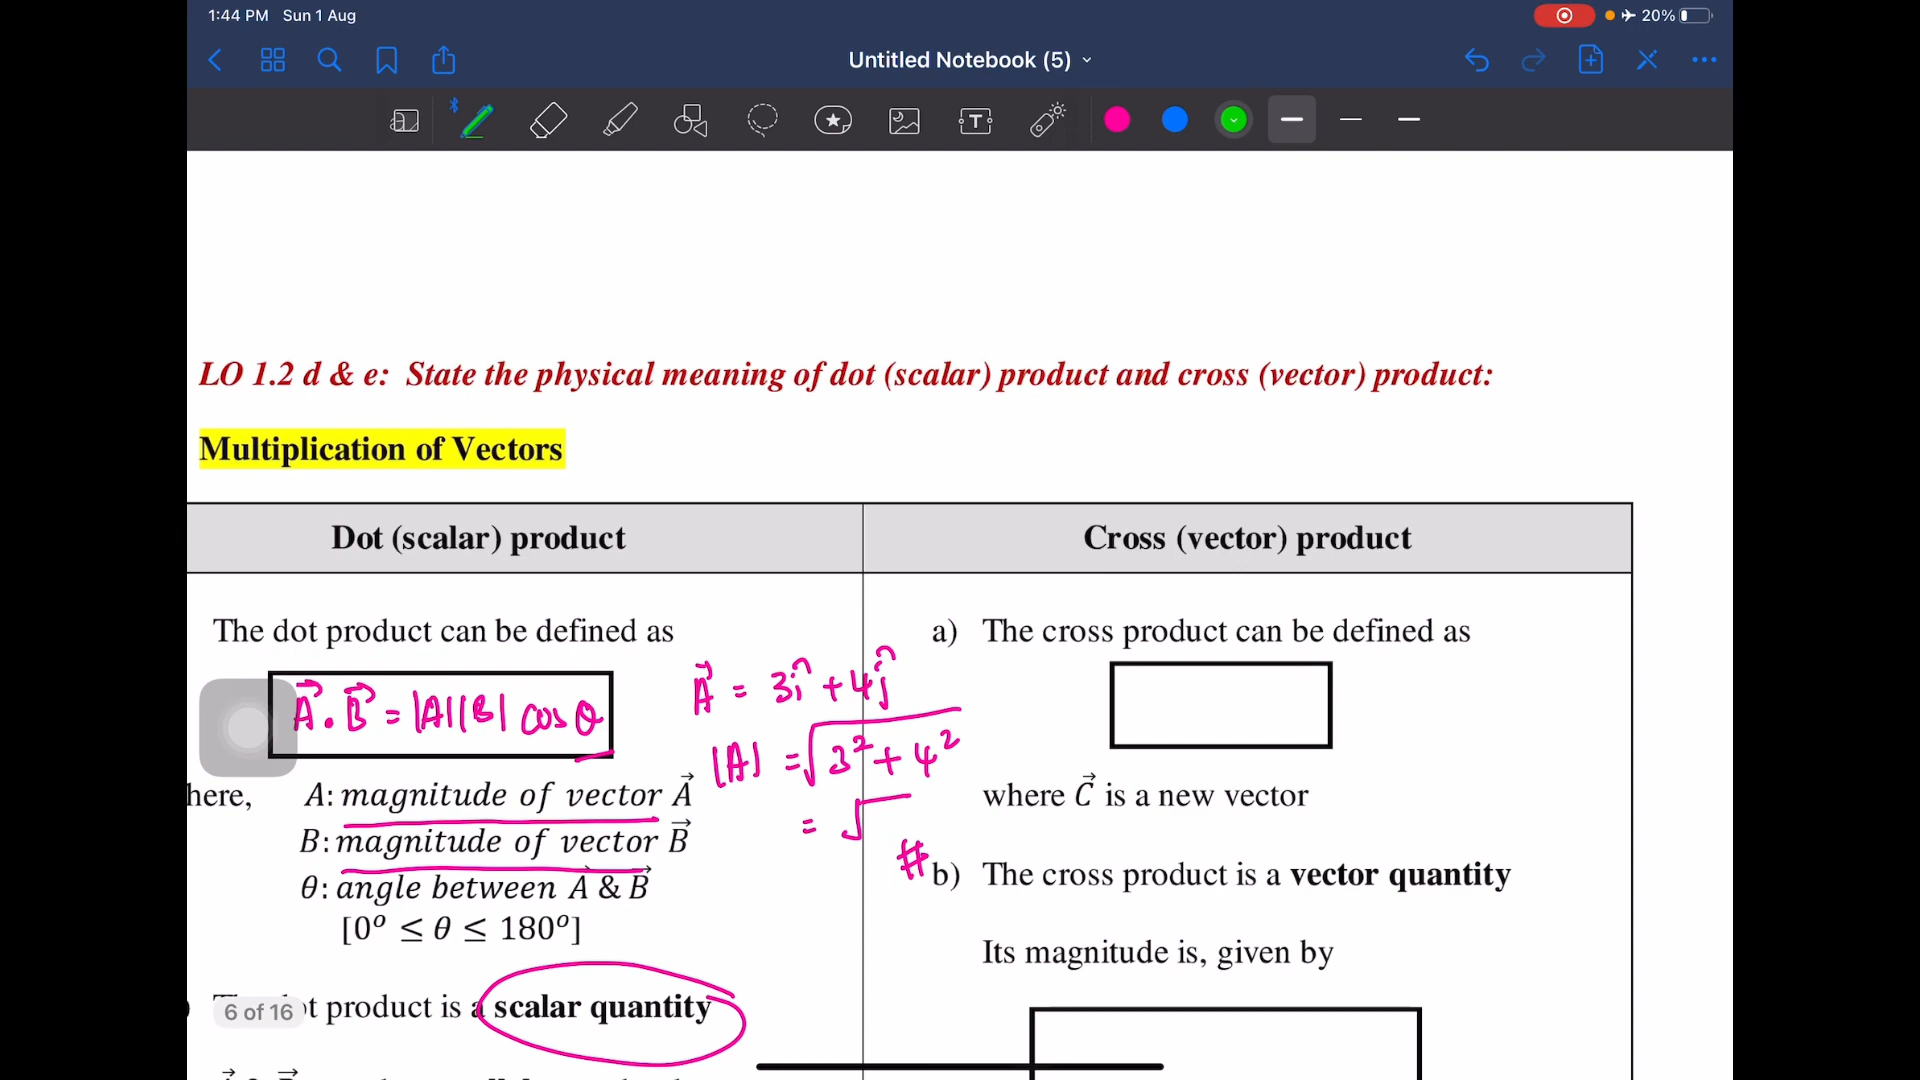 1:44 PM Sun 1 Aug
20%
Untitled Notebook (5)
LO 1.2 d & e: State the physical meaning of dot (scalar) product and cross (vector) product:
Multiplication of Vectors
Dot (scalar) product
The dot product can be defined as
A⃗ . B⃗ = |A||B| cos θ
A⃗ = 3î + 4ĵ
|A| = √3² + 4²
= √
#
here, A: magnitude of vector A⃗
B: magnitude of vector B⃗
θ: angle between A⃗ & B⃗
[0° ≤ θ ≤ 180°]
dot product is a scalar quantity
6 of 16
Cross (vector) product
a) The cross product can be defined as
where C⃗ is a new vector
b) The cross product is a vector quantity
Its magnitude is, given by